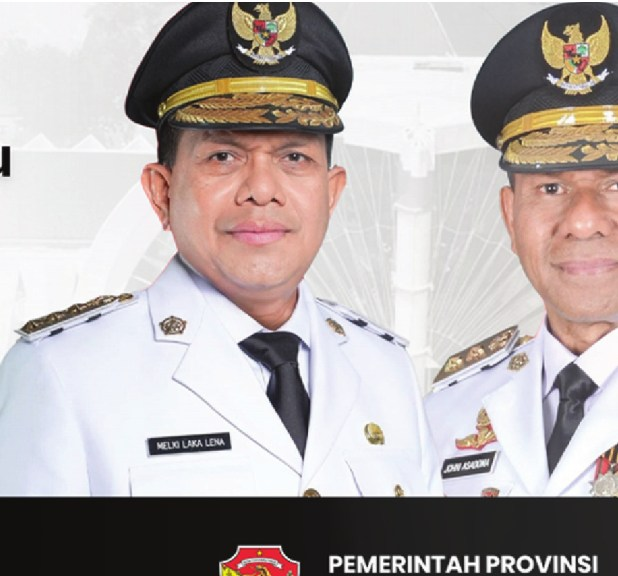 u
MELKI LAKA LENA
JOHNI ASADOMA
PEMERINTAH PROVINSI